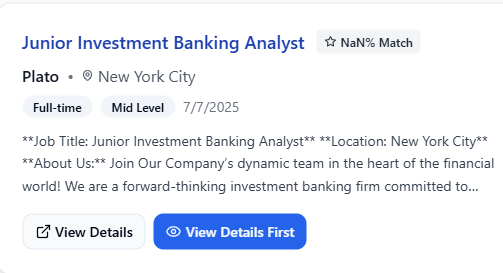 Junior Investment Banking Analyst NaN% Match
Plato • New York City
Full-time Mid Level 7/7/2025
**Job Title: Junior Investment Banking Analyst** **Location: New York City**
**About Us:** Join Our Company's dynamic team in the heart of the financial
world! We are a forward-thinking investment banking firm committed to...
View Details View Details First